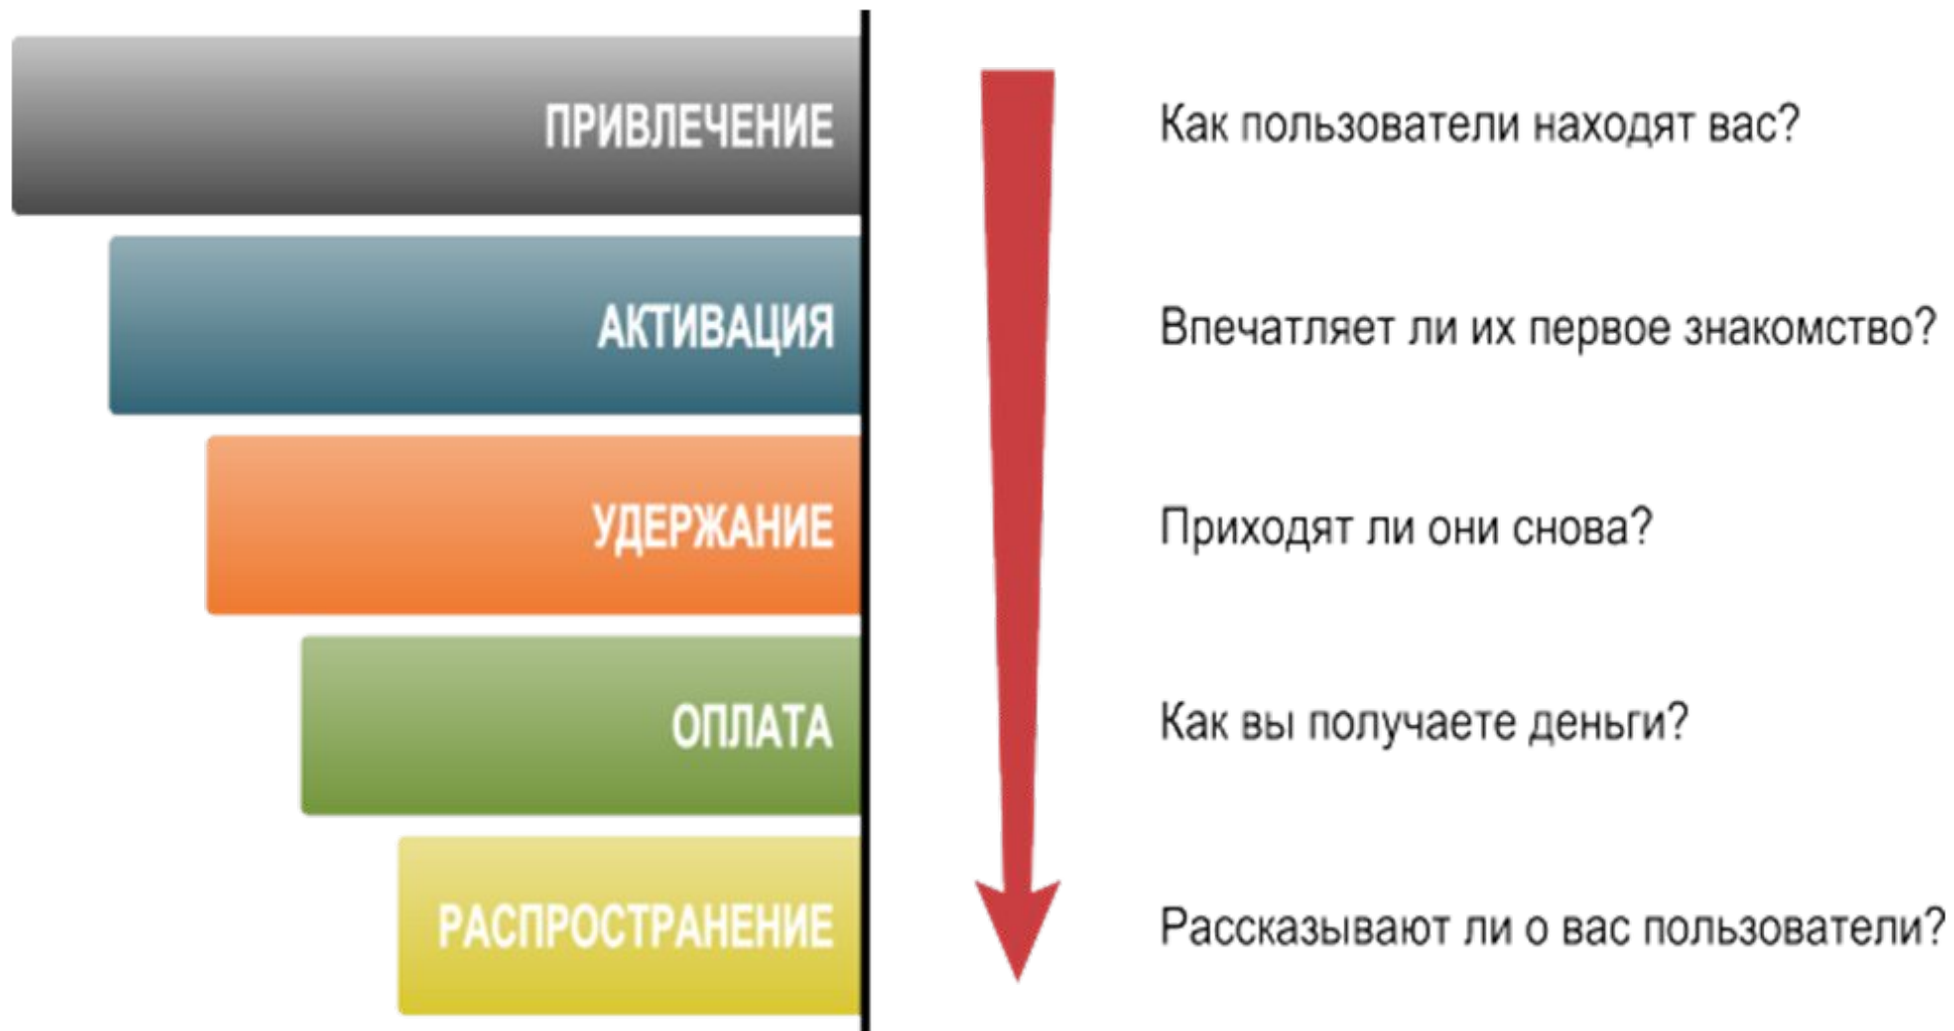 ПРИВЛЕЧЕНИЕ
Как пользователи находят вас?
АКТИВАЦИЯ
Впечатляет ли их первое знакомство?
УДЕРЖАНИЕ
Приходят ли они снова?
ОПЛАТА
Как вы получаете деньги?
РАСПРОСТРАНЕНИЕ
Рассказывают ли о вас пользователи?